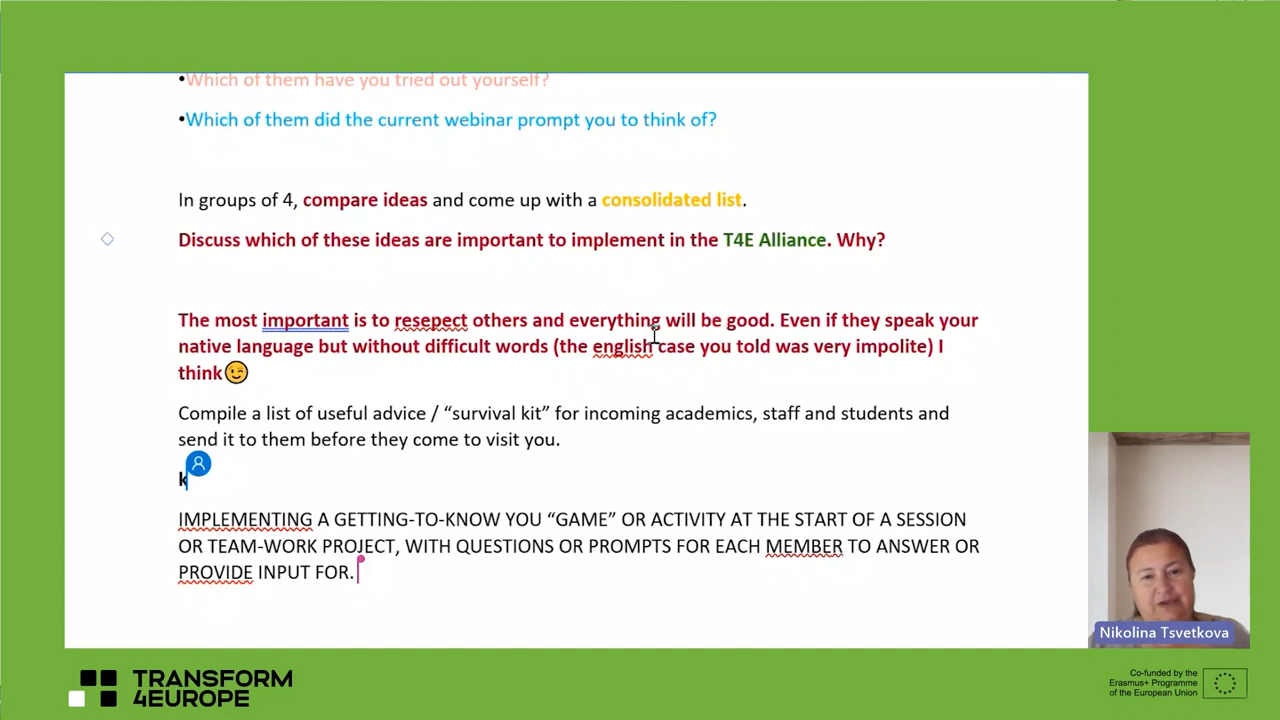 •Which of them have you tried out yourself?
•Which of them did the current webinar prompt you to think of?
In groups of 4, compare ideas and come up with a consolidated list.
Discuss which of these ideas are important to implement in the T4E Alliance. Why?
The most important is to resepect others and everything will be good. Even if they speak your
native language but without difficult words (the english case you told was very impolite) I
think😉
Compile a list of useful advice / “survival kit” for incoming academics, staff and students and
send it to them before they come to visit you.
k
IMPLEMENTING A GETTING-TO-KNOW YOU “GAME” OR ACTIVITY AT THE START OF A SESSION
OR TEAM-WORK PROJECT, WITH QUESTIONS OR PROMPTS FOR EACH MEMBER TO ANSWER OR
PROVIDE INPUT FOR.
Nikolina Tsvetkova
TRANSFORM
4EUROPE
Co-funded by the
Erasmus+ Programme
of the European Union